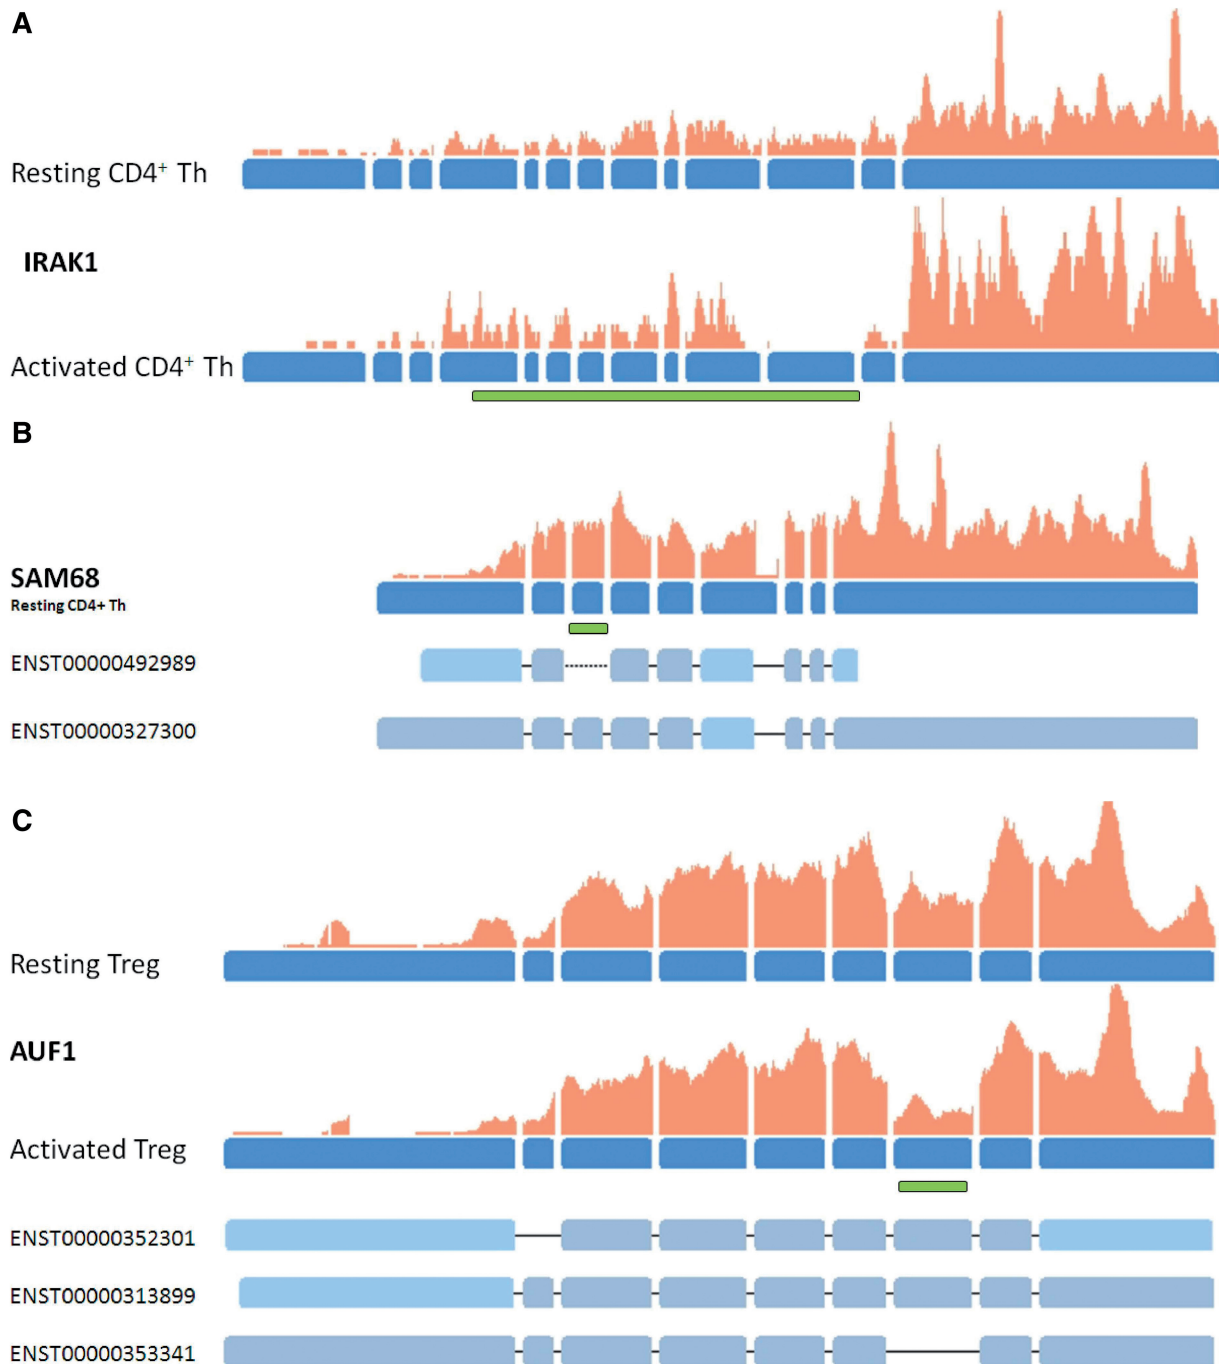 A
Resting CD4+ Th
IRAK1
Activated CD4+ Th
B
SAM68
Resting CD4+ Th
ENST00000492989
ENST00000327300
C
Resting Treg
AUF1
Activated Treg
ENST00000352301
ENST00000313899
ENST00000353341